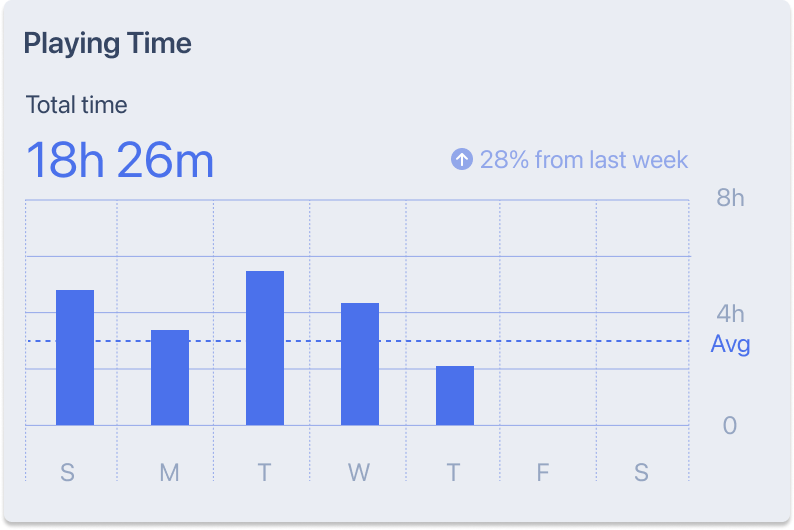 Playing Time
Total time
18h 26m
28% from last week
8h
4h
Avg
0
S M T W T F S